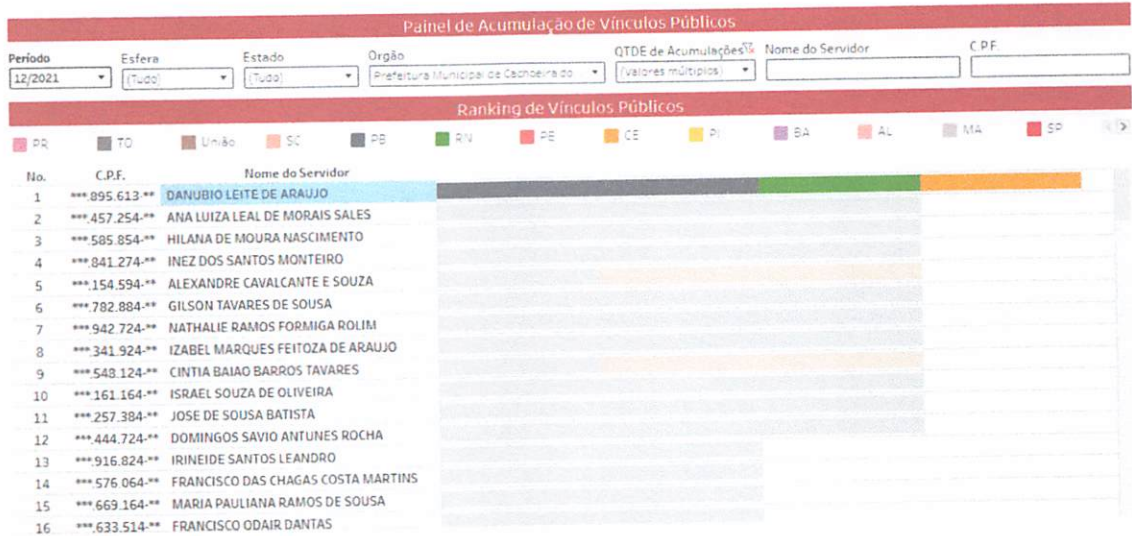 Painel de Acumulação de Vínculos Públicos
Período Esfera Estado Orgão QTDE de Acumulações Nome do Servidor C.P.F.
12/2021 (Tudo) (Tudo) Prefeitura Municipal de Cachoeira do ... (Valores múltiplos)
Ranking de Vínculos Públicos
PR TO União SC PB RN PE CE PI BA AL MA SP
No. C.P.F. Nome do Servidor
1 ***.895.613-** DANUBIO LEITE DE ARAUJO
2 ***.457.254-** ANA LUIZA LEAL DE MORAIS SALES
3 ***.585.854-** HILANA DE MOURA NASCIMENTO
4 ***.841.274-** INEZ DOS SANTOS MONTEIRO
5 ***.154.594-** ALEXANDRE CAVALCANTE E SOUZA
6 ***.782.884-** GILSON TAVARES DE SOUSA
7 ***.942.724-** NATHALIE RAMOS FORMIGA ROLIM
8 ***.341.924-** IZABEL MARQUES FEITOZA DE ARAUJO
9 ***.548.124-** CINTIA BAIAO BARROS TAVARES
10 ***.161.164-** ISRAEL SOUZA DE OLIVEIRA
11 ***.257.384-** JOSE DE SOUSA BATISTA
12 ***.444.724-** DOMINGOS SAVIO ANTUNES ROCHA
13 ***.916.824-** IRINEIDE SANTOS LEANDRO
14 ***.576.064-** FRANCISCO DAS CHAGAS COSTA MARTINS
15 ***.669.164-** MARIA PAULIANA RAMOS DE SOUSA
16 ***.633.514-** FRANCISCO ODAIR DANTAS